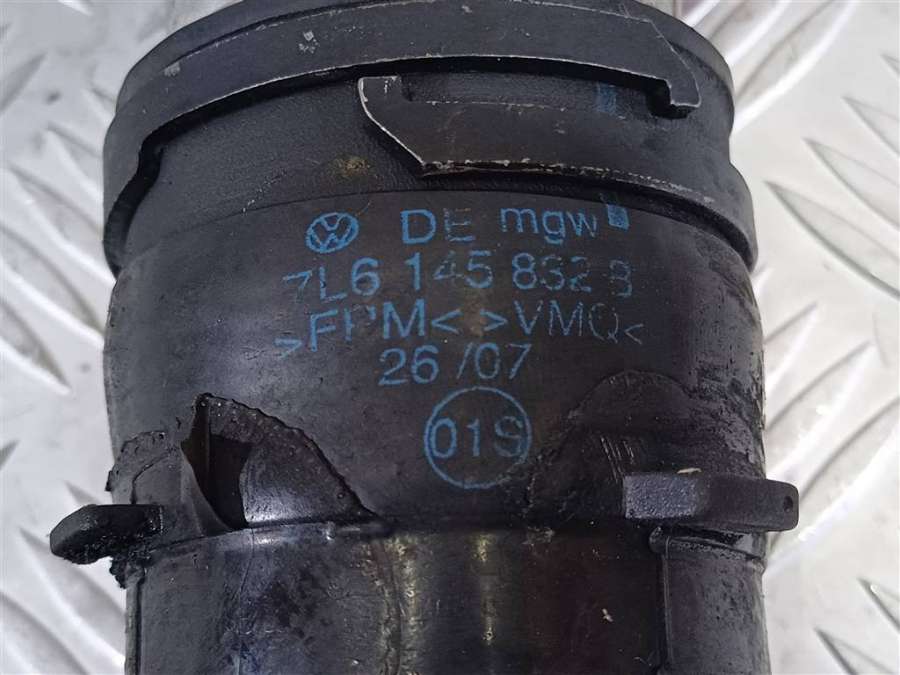 DE mgw
7L6 145 832 B
>FPM< >VMQ<
26/07
01S